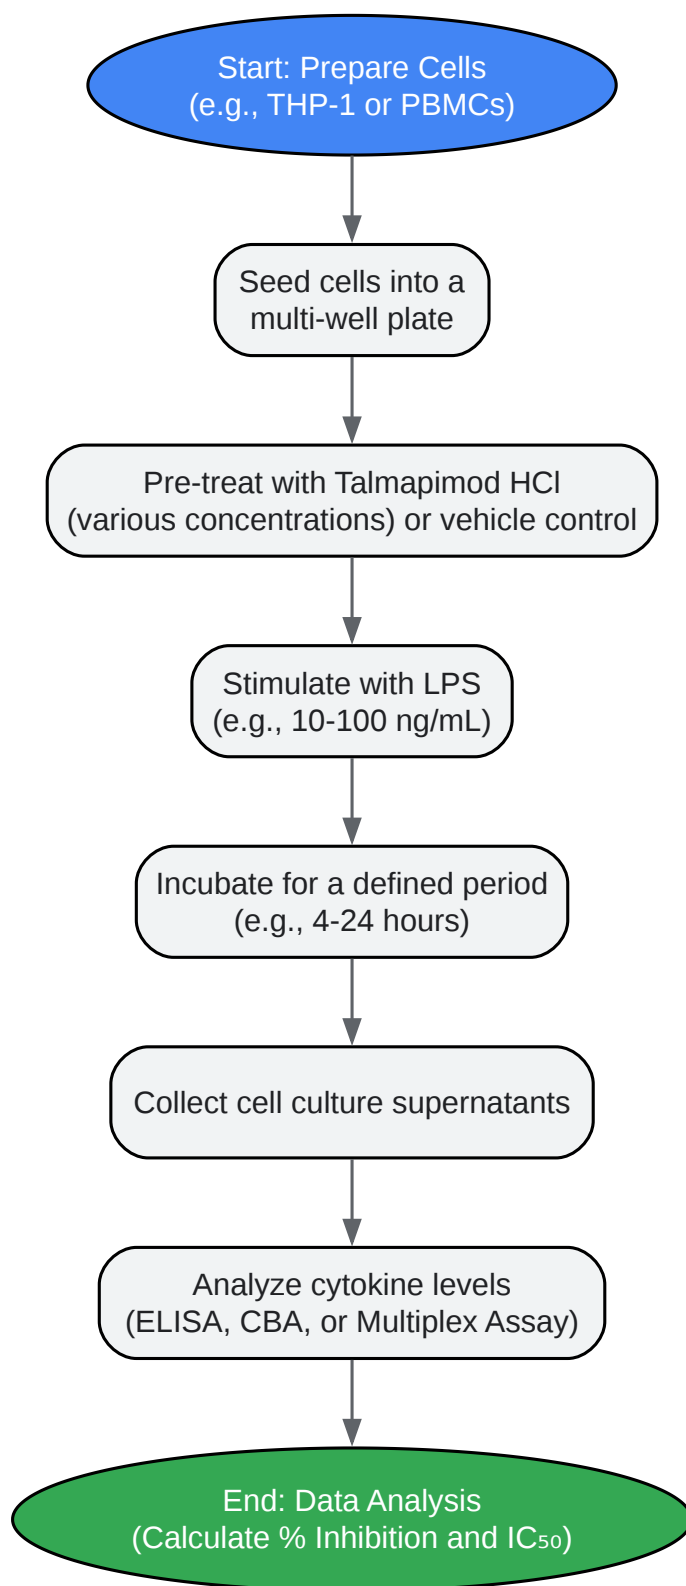 Start: Prepare Cells
(e.g., THP-1 or PBMCs)
Seed cells into a
multi-well plate
Pre-treat with Talmapimod HCl
(various concentrations) or vehicle control
Stimulate with LPS
(e.g., 10-100 ng/mL)
Incubate for a defined period
(e.g., 4-24 hours)
Collect cell culture supernatants
Analyze cytokine levels
(ELISA, CBA, or Multiplex Assay)
End: Data Analysis
(Calculate % Inhibition and IC₅₀)